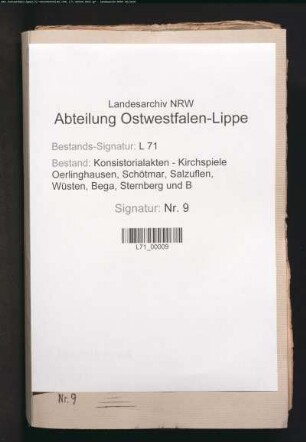 Landesarchiv NRW
Abteilung Ostwestfalen-Lippe
Bestands-Signatur: L 71
Bestand: Konsistorialakten - Kirchspiele
Oerlinghausen, Schötmar, Salzuflen,
Wüsten, Bega, Sternberg und B
Signatur: Nr. 9
L71_00009
Nr. 9